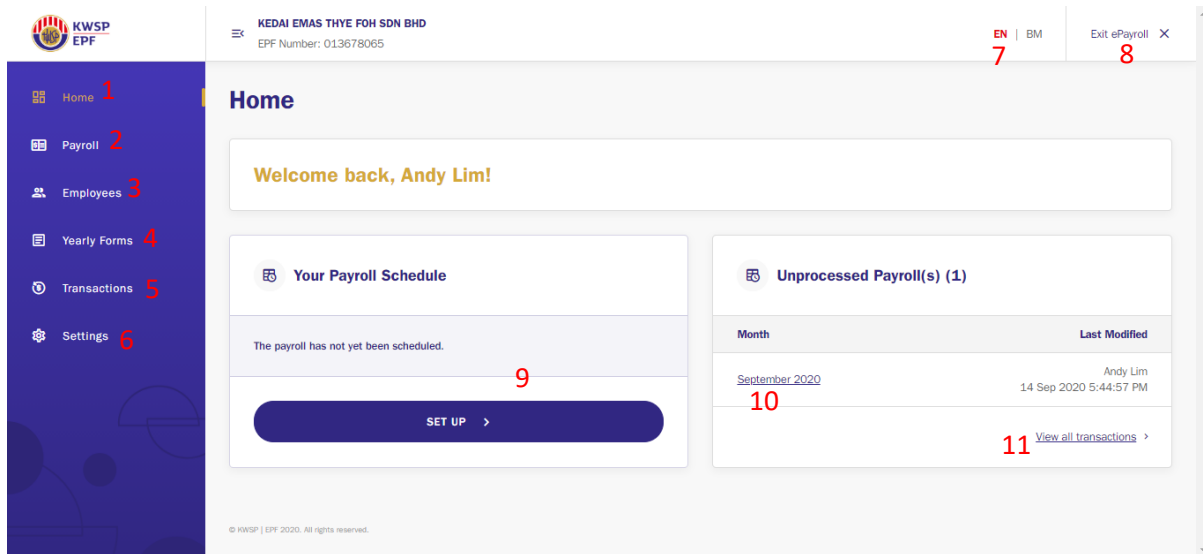 KWSP
EPF
KEDAI EMAS THYE FOH SDN BHD
EPF Number: 013678065
EN | BM
7
Exit ePayroll
8
Home 1
Payroll 2
Employees 3
Yearly Forms 4
Transactions 5
Settings 6
Home
Welcome back, Andy Lim!
Your Payroll Schedule
The payroll has not yet been scheduled.
9
SET UP >
Unprocessed Payroll(s) (1)
Month Last Modified
September 2020
10
Andy Lim
14 Sep 2020 5:44:57 PM
11 View all transactions >
© KWSP | EPF 2020. All rights reserved.